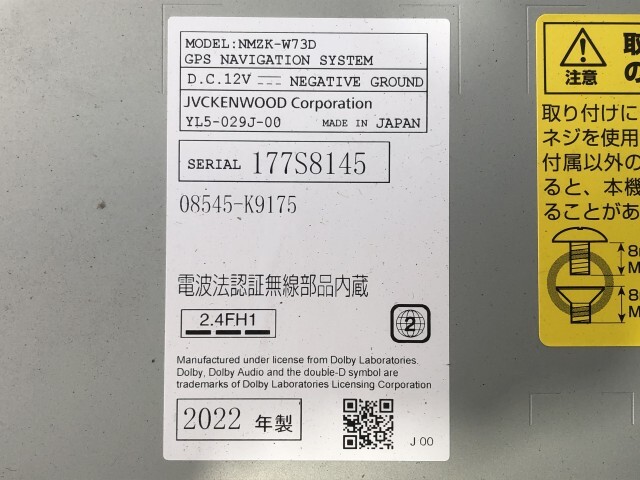 MODEL:NMZK-W73D
GPS NAVIGATION SYSTEM
D.C.12V NEGATIVE GROUND
JVCKENWOOD Corporation
YL5-029J-00 MADE IN JAPAN
SERIAL 177S8145
08545-K9175
電波法認証無線部品内蔵
2.4FH1
2
Manufactured under license from Dolby Laboratories.
Dolby, Dolby Audio and the double-D symbol are
trademarks of Dolby Laboratories Licensing Corporation
2022 年製
J 00
注意
取
の
取り付けに
ネジを使用
付属以外の
ると、本機
ることがあ
8
M
8
M